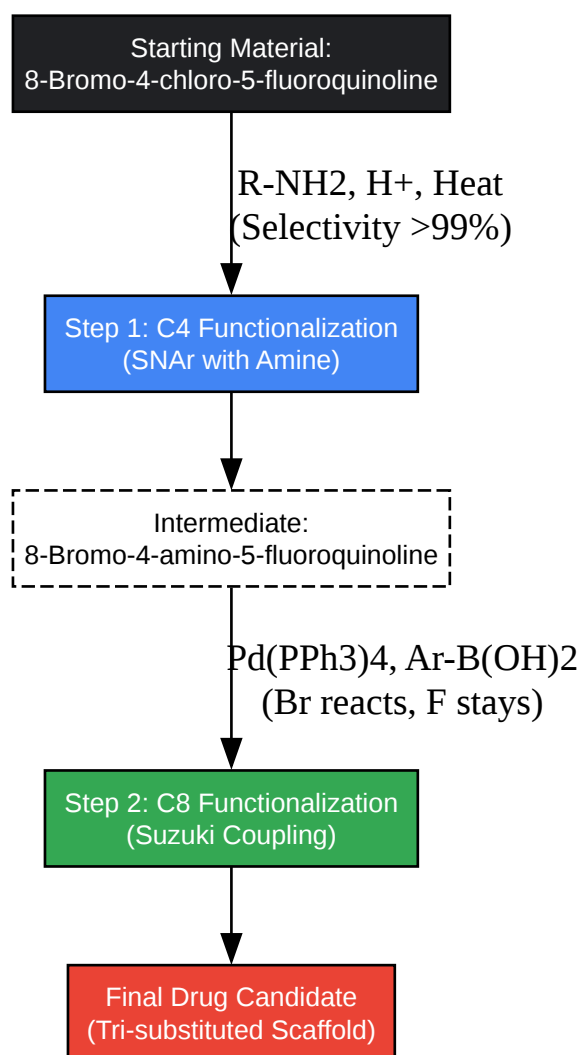 Starting Material:
8-Bromo-4-chloro-5-fluoroquinoline
R-NH2, H+, Heat
(Selectivity >99%)
Step 1: C4 Functionalization
(SNAr with Amine)
Intermediate:
8-Bromo-4-amino-5-fluoroquinoline
Pd(PPh3)4, Ar-B(OH)2
(Br reacts, F stays)
Step 2: C8 Functionalization
(Suzuki Coupling)
Final Drug Candidate
(Tri-substituted Scaffold)